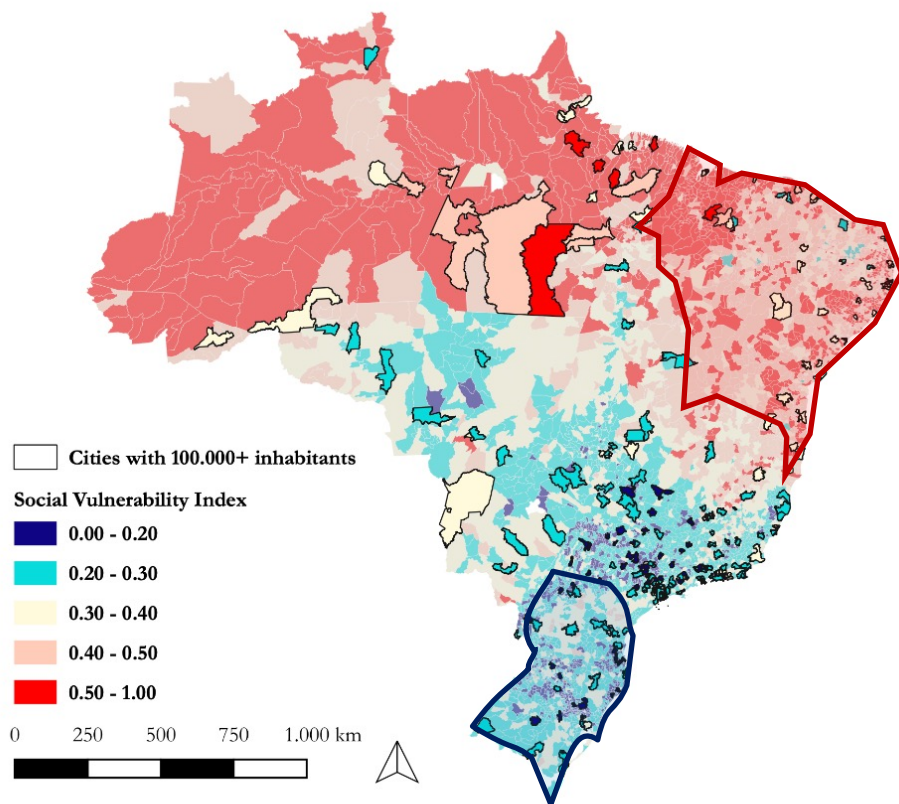 Cities with 100.000+ inhabitants
Social Vulnerability Index
0.00 - 0.20
0.20 - 0.30
0.30 - 0.40
0.40 - 0.50
0.50 - 1.00
0 250 500 750 1.000 km